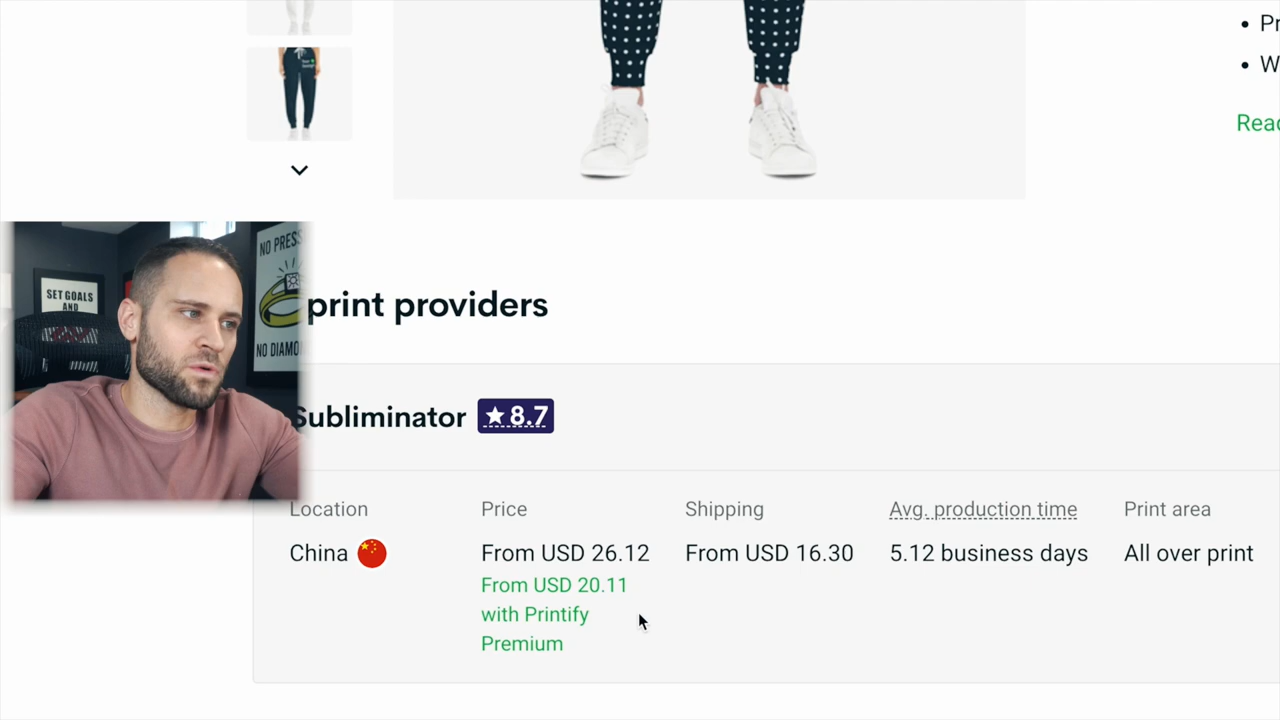 Pr
W
Read
NO PRESS
SET GOALS
AND
NO DIAMO
print providers
Subliminator ★ 8.7
Location
Price
Shipping
Avg. production time
Print area
China
From USD 26.12
From USD 16.30
5.12 business days
All over print
From USD 20.11
with Printify
Premium